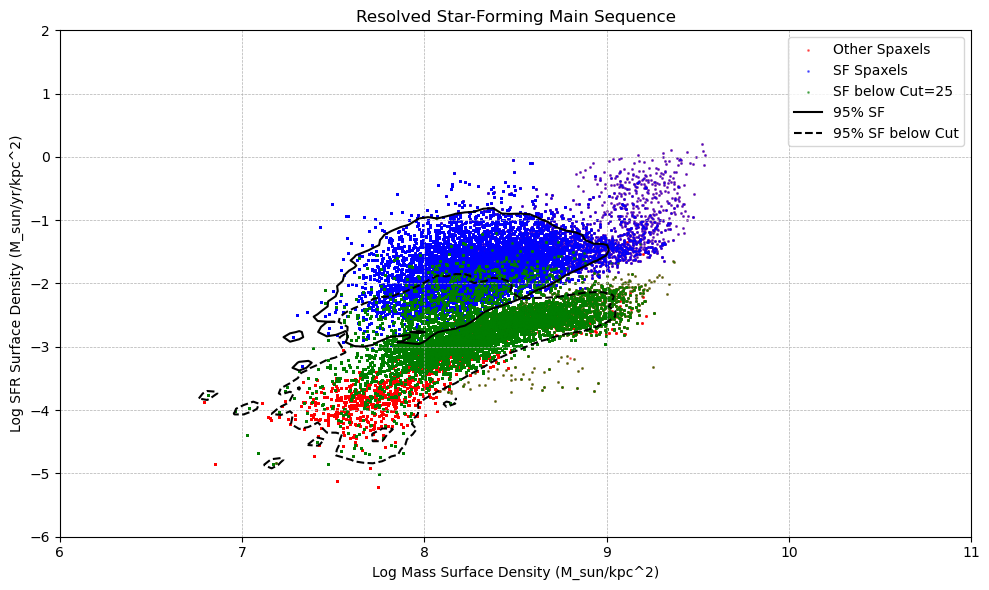 Resolved Star-Forming Main Sequence
Other Spaxels
SF Spaxels
SF below Cut=25
95% SF
95% SF below Cut
Log SFR Surface Density (M_sun/yr/kpc^2)
2
1
0
−1
−2
−3
−4
−5
−6
6
7
8
9
10
11
Log Mass Surface Density (M_sun/kpc^2)